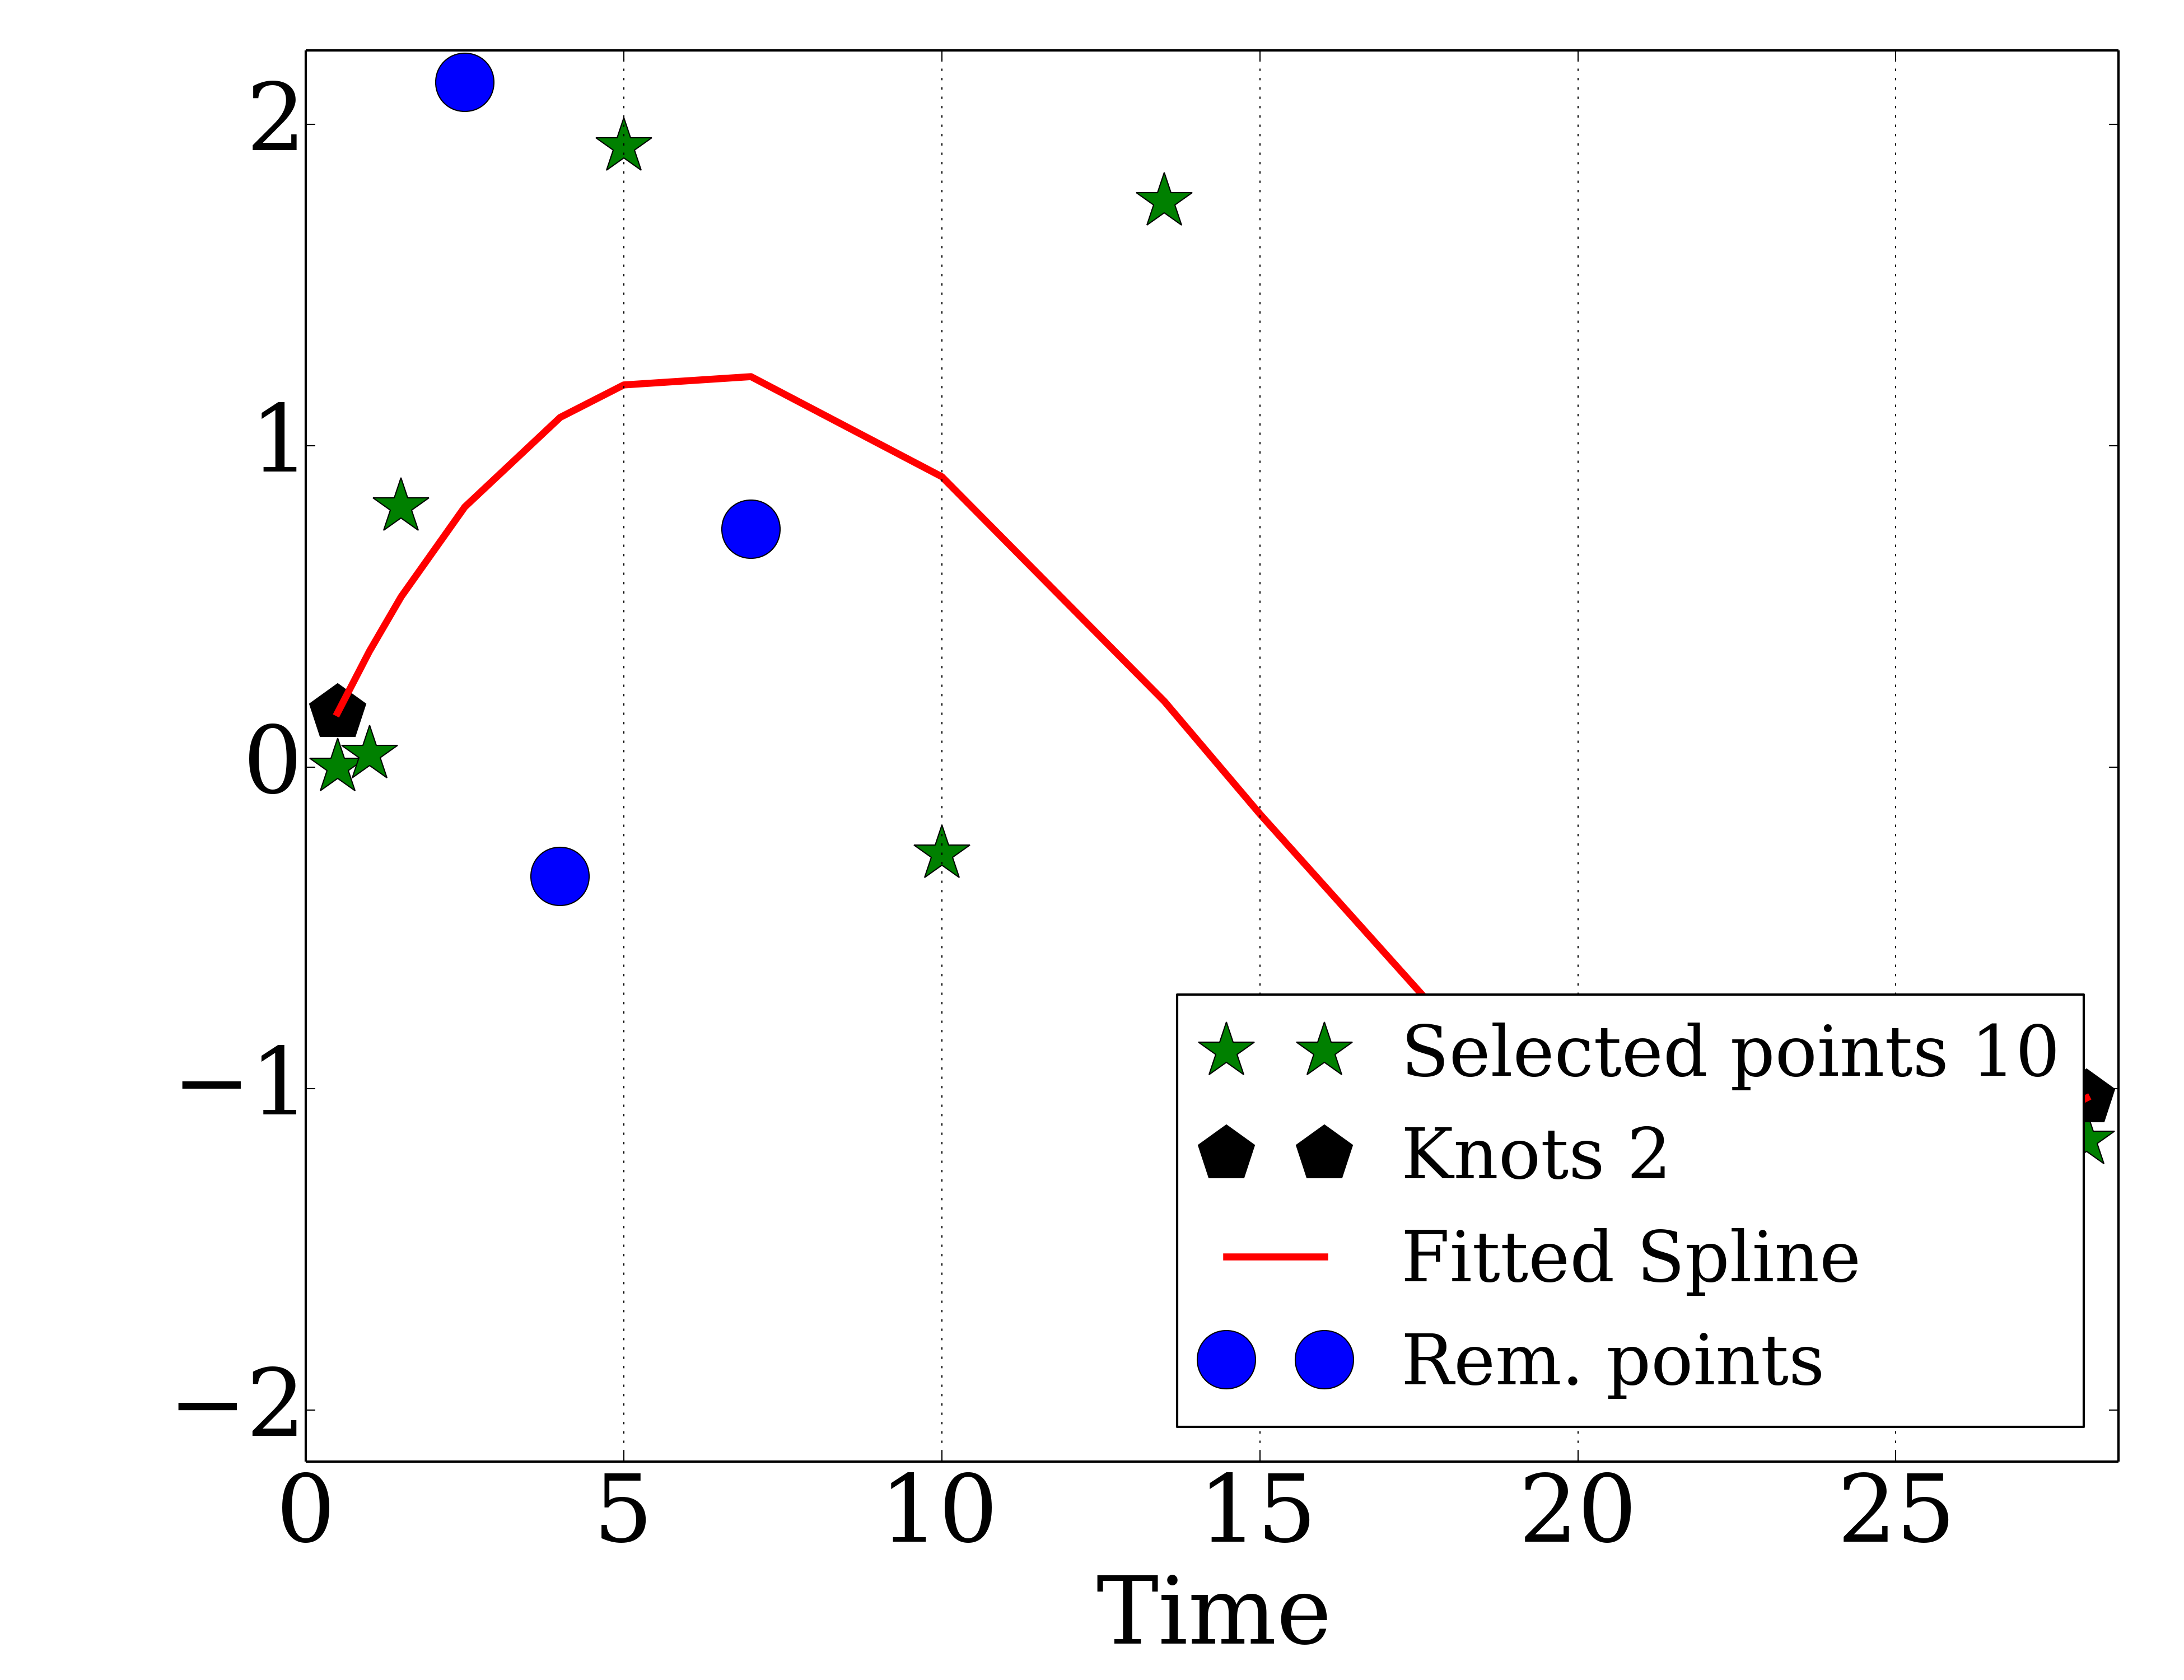 2
1
0
−1
−2
Selected points 10
Knots 2
Fitted Spline
Rem. points
0 5 10 15 20 25
Time